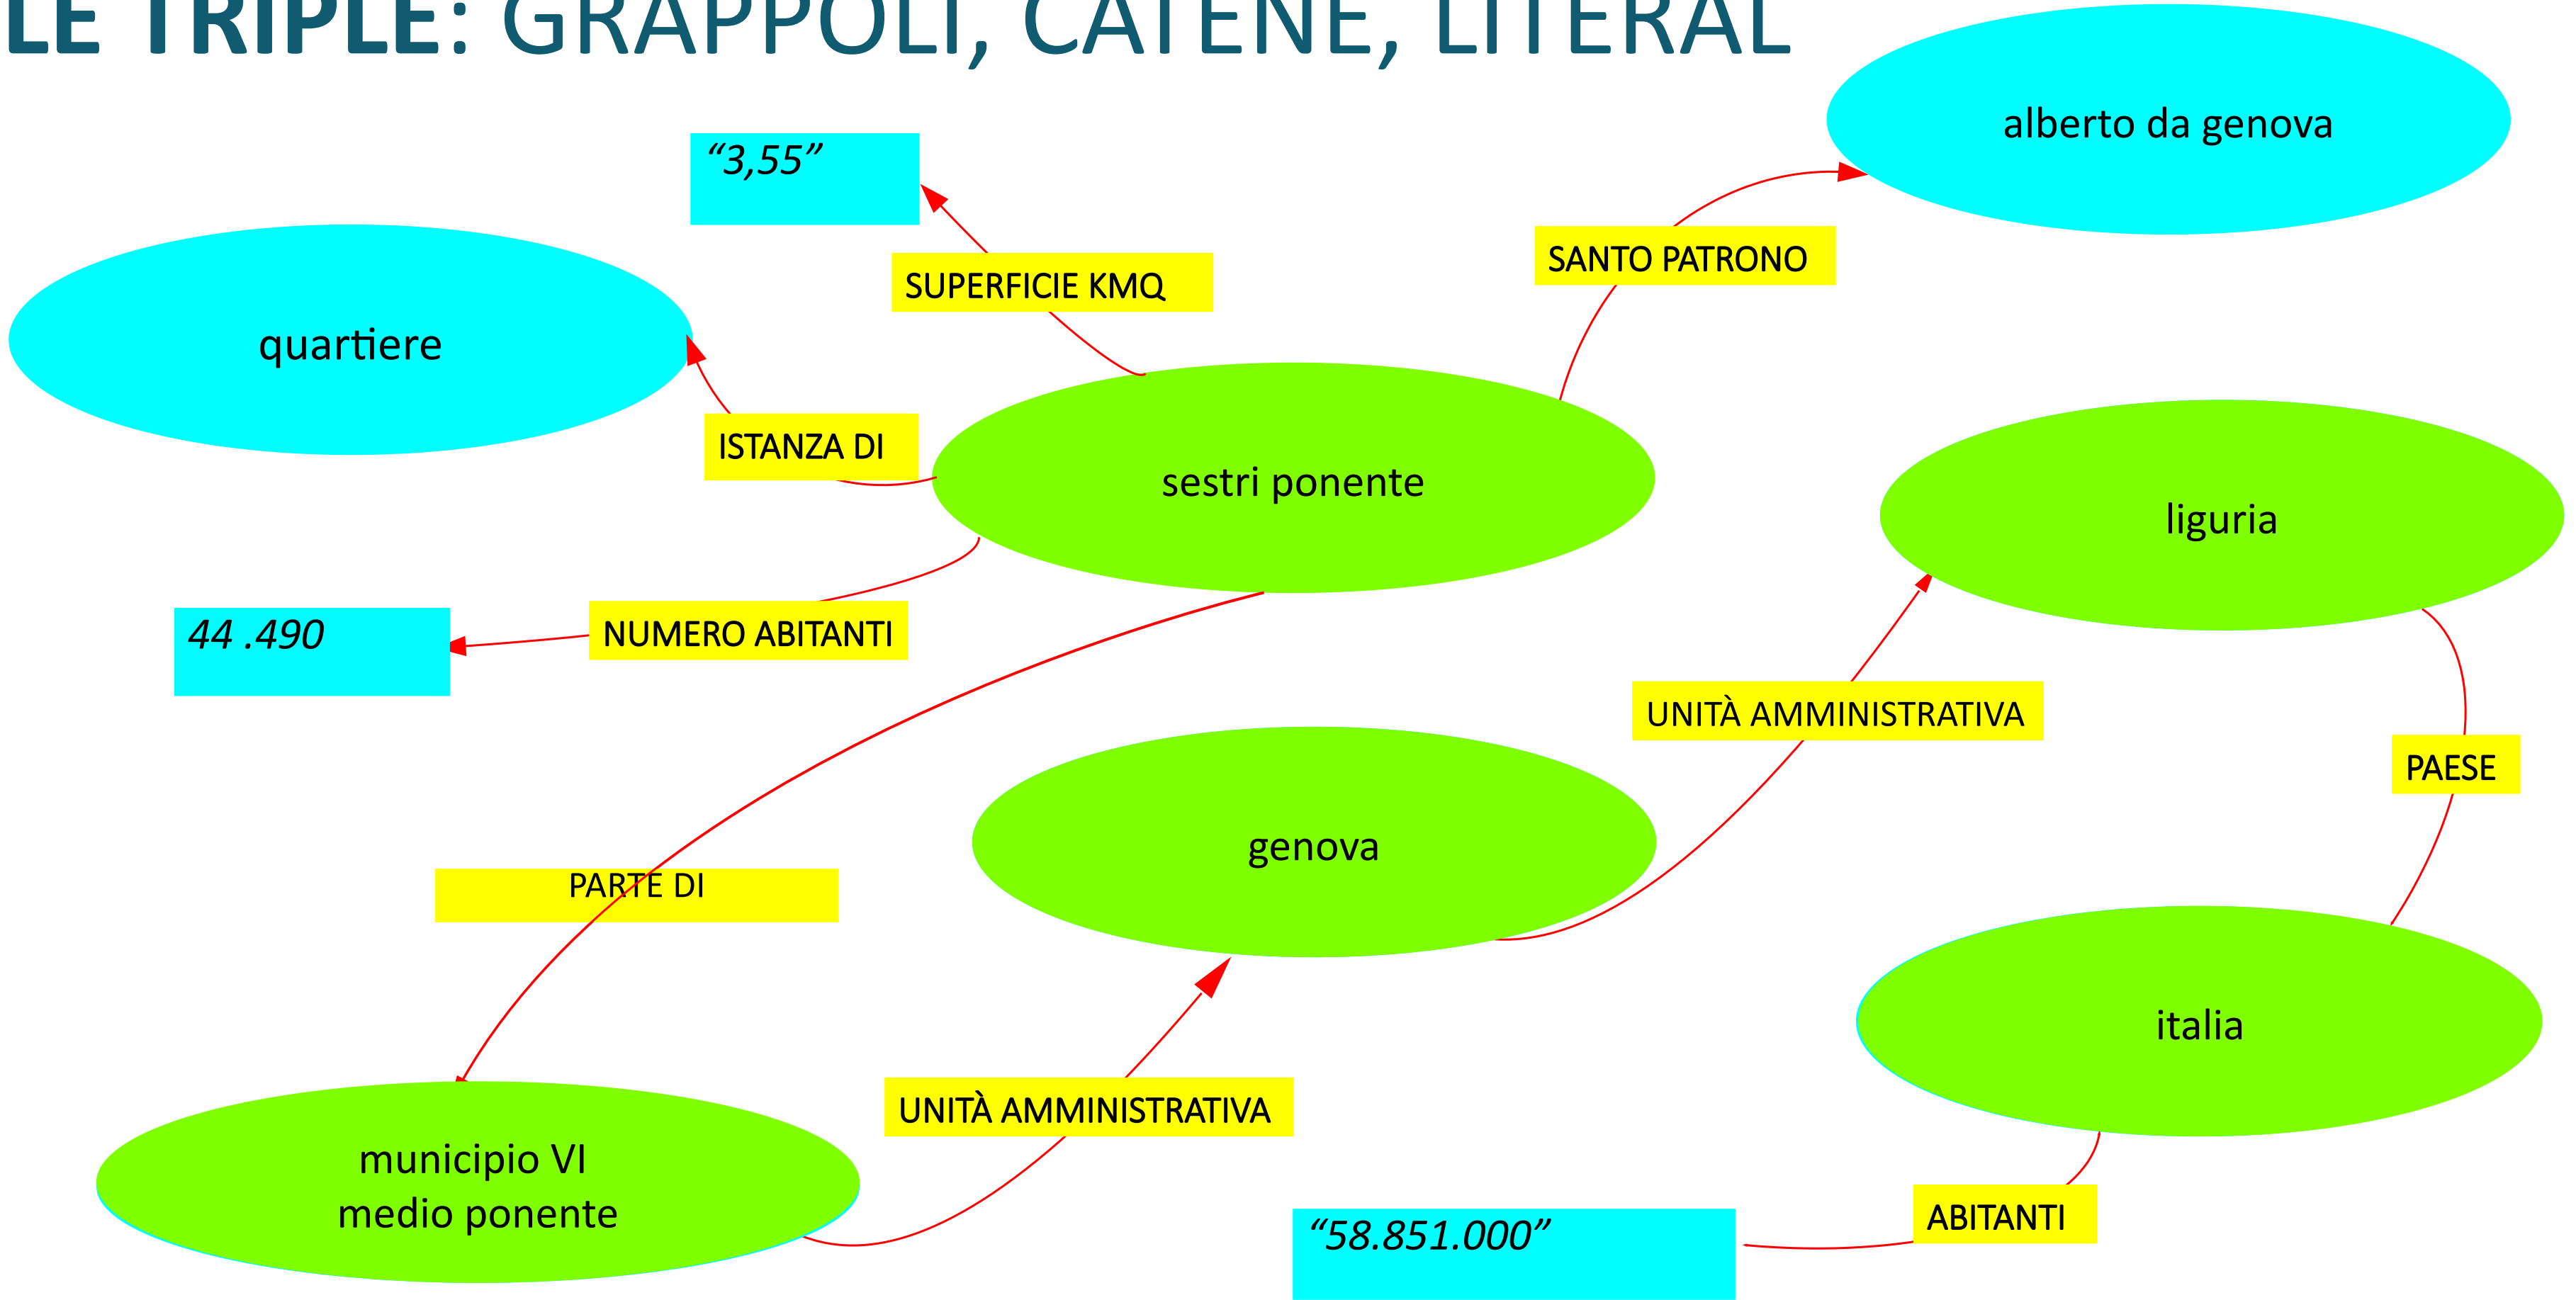 LE TRIPLE: GRAPPOLI, CATENE, LITERAL
alberto da genova
“3,55”
SANTO PATRONO
SUPERFICIE KMQ
quartiere
ISTANZA DI
sestri ponente
liguria
44 .490
NUMERO ABITANTI
UNITÀ AMMINISTRATIVA
PAESE
genova
PARTE DI
italia
UNITÀ AMMINISTRATIVA
municipio VI
medio ponente
ABITANTI
“58.851.000”